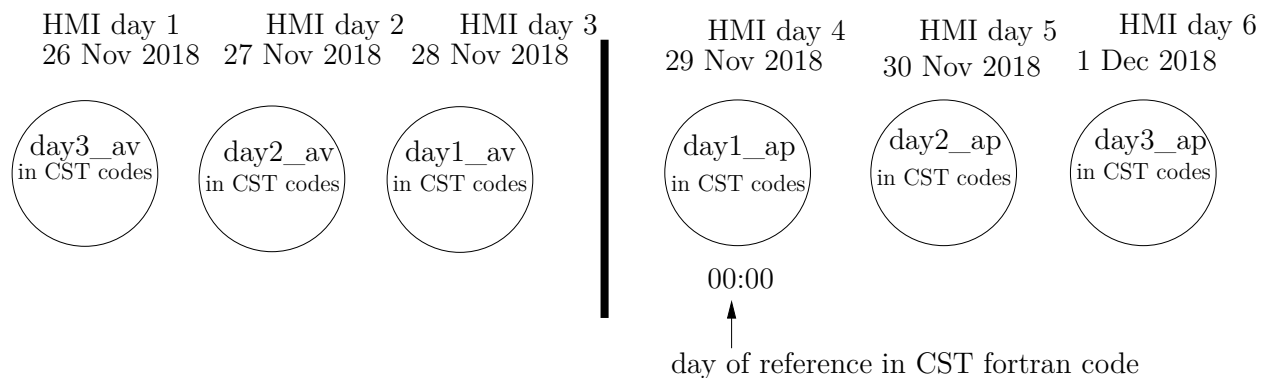 HMI day 1
26 Nov 2018
HMI day 2
27 Nov 2018
HMI day 3
28 Nov 2018
HMI day 4
29 Nov 2018
HMI day 5
30 Nov 2018
HMI day 6
1 Dec 2018
day3_av
in CST codes
day2_av
in CST codes
day1_av
in CST codes
day1_ap
in CST codes
day2_ap
in CST codes
day3_ap
in CST codes
00:00
day of reference in CST fortran code